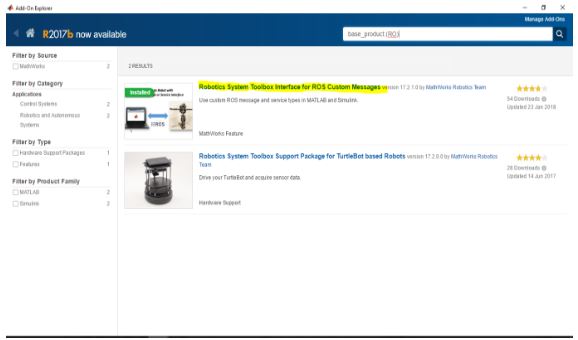 Add-On Explorer
Manage Add-Ons
R2017b now available
base_product:(RO)
Filter by Source
MathWorks 2
Filter by Category
Applications
Control Systems 2
Robotics and Autonomous Systems 2
Filter by Type
Hardware Support Packages 1
Features 1
Filter by Product Family
MATLAB 2
Simulink 2
2 RESULTS
Installed
ROS
Robotics System Toolbox Interface for ROS Custom Messages version 17.2.1.0 by MathWorks Robotics Team
Use custom ROS message and service types in MATLAB and Simulink.
MathWorks Feature
54 Downloads
Updated 23 Jan 2018
Robotics System Toolbox Support Package for TurtleBot based Robots version 17.2.0.0 by MathWorks Robotics
Team
Drive your TurtleBot and acquire sensor data.
Hardware Support
28 Downloads
Updated 14 Jun 2017